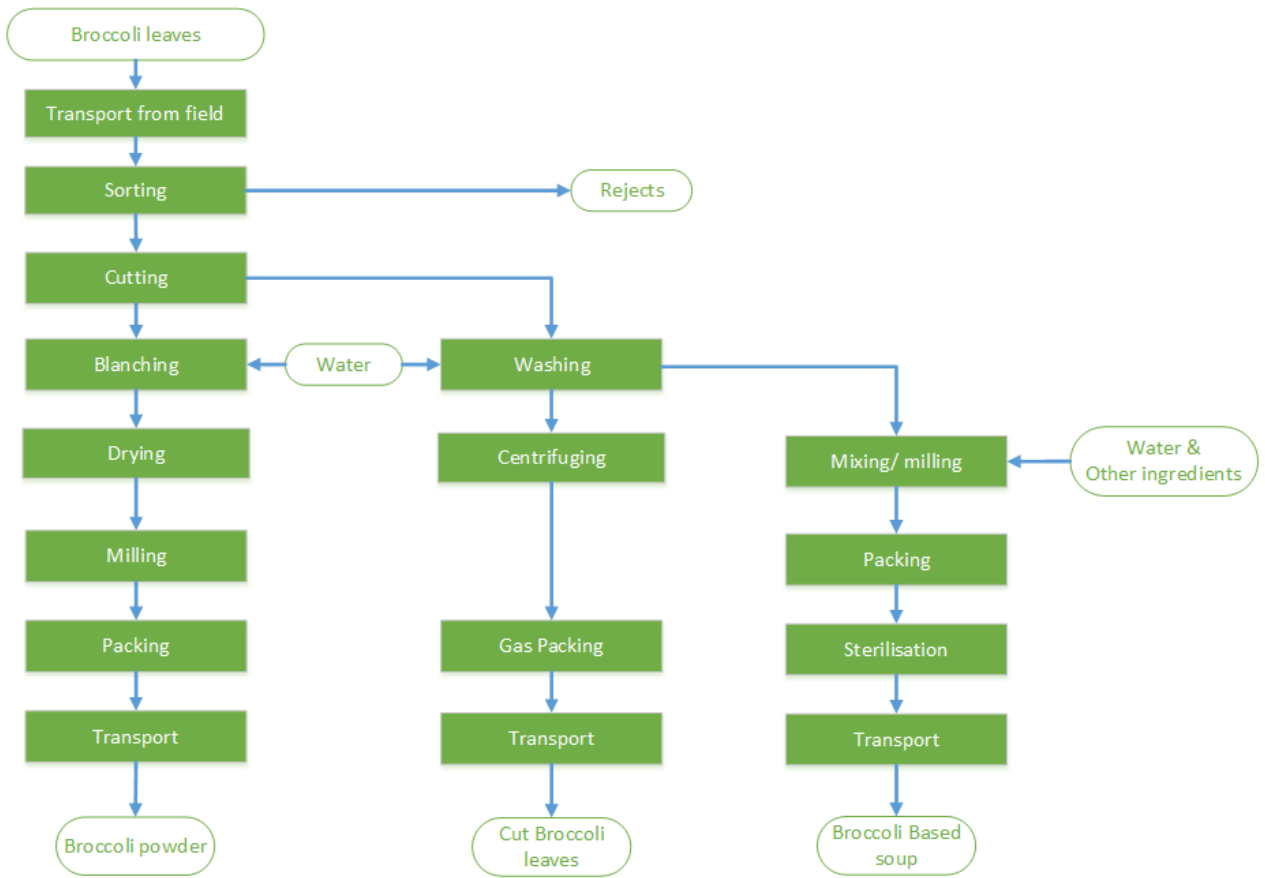 Broccoli leaves
Transport from field
Sorting
Rejects
Cutting
Blanching
Water
Washing
Drying
Centrifuging
Mixing/ milling
Water &
Other ingredients
Milling
Packing
Packing
Gas Packing
Sterilisation
Transport
Transport
Transport
Broccoli powder
Cut Broccoli
leaves
Broccoli Based
soup